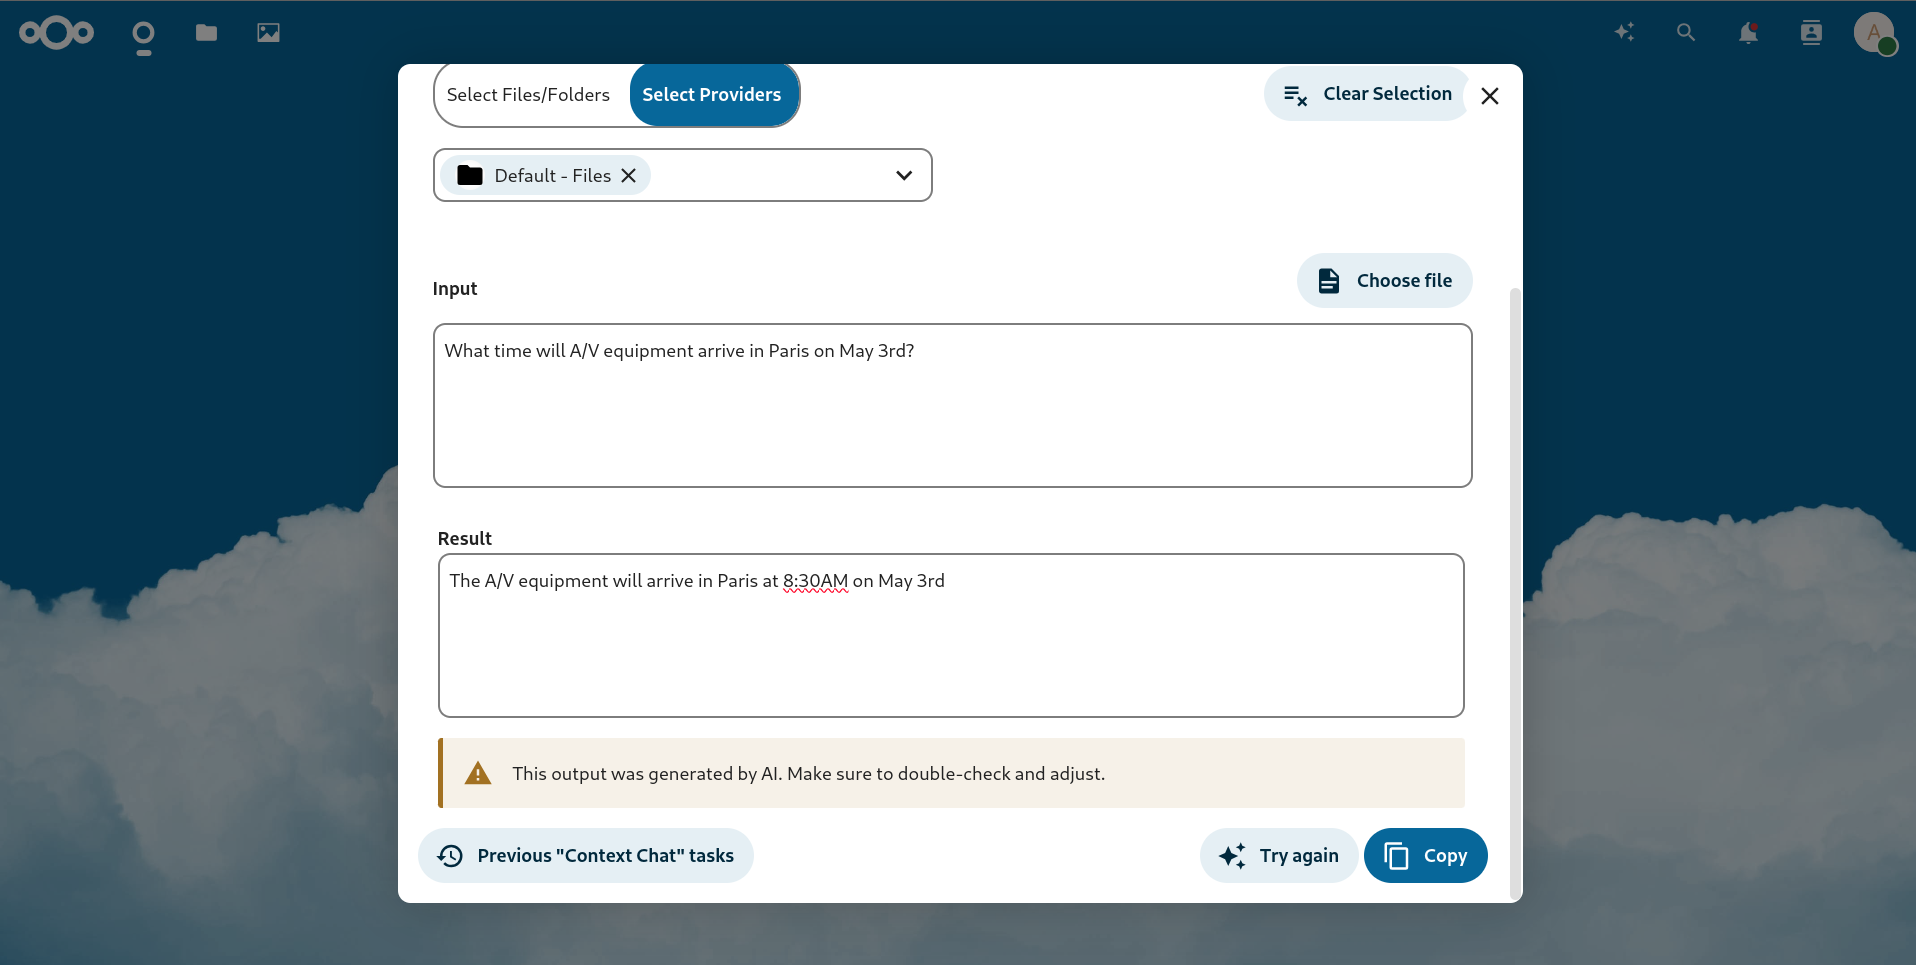 A
Select Files/Folders
Select Providers
Clear Selection
Default - Files
Input
Choose file
What time will A/V equipment arrive in Paris on May 3rd?
Result
The A/V equipment will arrive in Paris at 8:30AM on May 3rd
This output was generated by AI. Make sure to double-check and adjust.
Previous "Context Chat" tasks
Try again
Copy